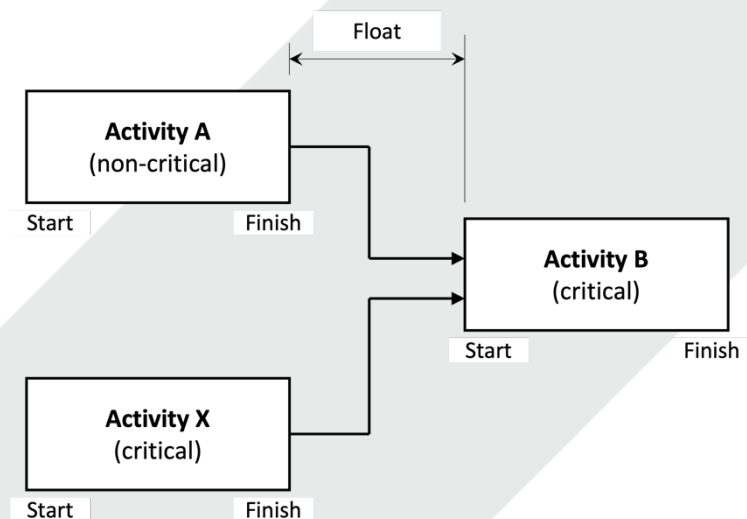 Float
Activity A
(non-critical)
Start
Finish
Activity B
(critical)
Start
Finish
Activity X
(critical)
Start
Finish